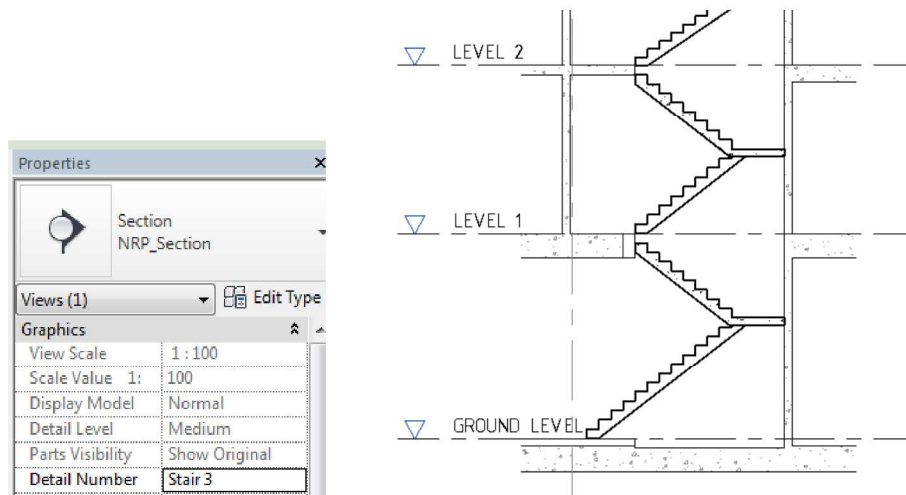 Properties
Section
NRP_Section
Views (1)
Edit Type
Graphics
View Scale
1 : 100
Scale Value 1:
100
Display Model
Normal
Detail Level
Medium
Parts Visibility
Show Original
Detail Number
Stair 3
LEVEL 2
LEVEL 1
GROUND LEVEL